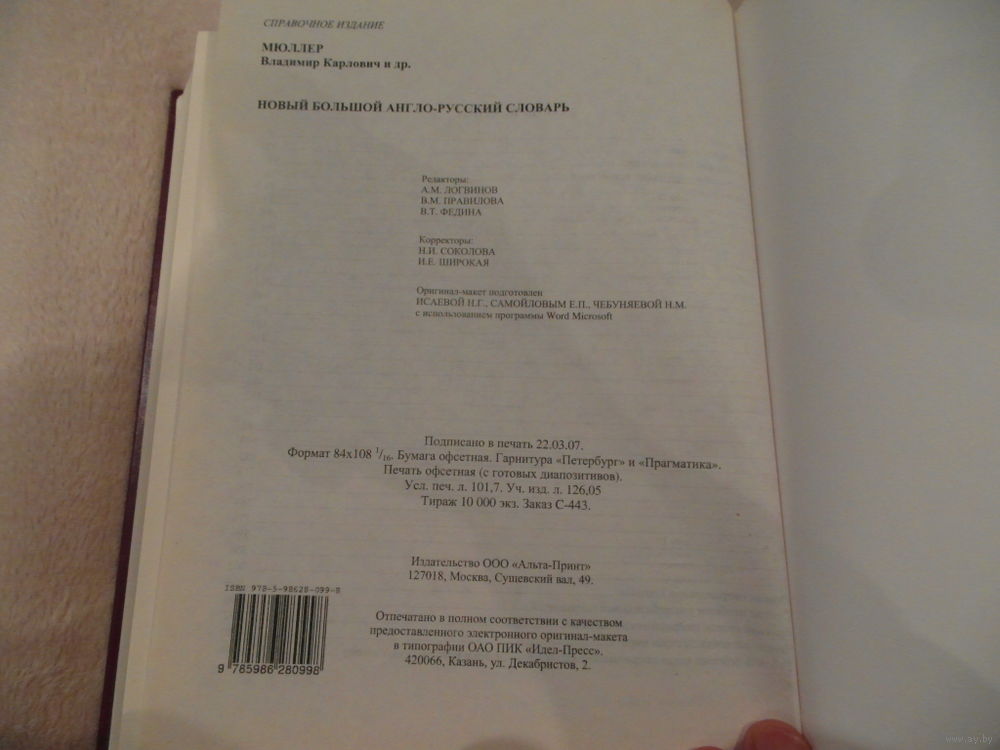 СПРАВОЧНОЕ ИЗДАНИЕ
МЮЛЛЕР
Владимир Карлович и др.
НОВЫЙ БОЛЬШОЙ АНГЛО-РУССКИЙ СЛОВАРЬ
Редакторы:
А.М. ЛОГВИНОВ
В.М. ПРАВИЛОВА
В.Т. ФЕДИНА
Корректоры:
Н.И. СОКОЛОВА
И.Е. ШИРОКАЯ
Оригинал-макет подготовлен
ИСАЕВОЙ Н.Г., САМОЙЛОВЫМ Е.П., ЧЕБУНЯЕВОЙ Н.М.
с использованием программы Word Microsoft
Подписано в печать 22.03.07.
Формат 84х108 1/16. Бумага офсетная. Гарнитура «Петербург» и «Прагматика».
Печать офсетная (с готовых диапозитивов).
Усл. печ. л. 101,7. Уч. изд. л. 126,05
Тираж 10 000 экз. Заказ С-443.
Издательство ООО «Альта-Принт»
127018, Москва, Сущевский вал, 49.
ISBN 978-5-98628-099-8
9 785986 280998
Отпечатано в полном соответствии с качеством
предоставленного электронного оригинал-макета
в типографии ОАО ПИК «Идел-Пресс».
420066, Казань, ул. Декабристов, 2.
www.ay.by